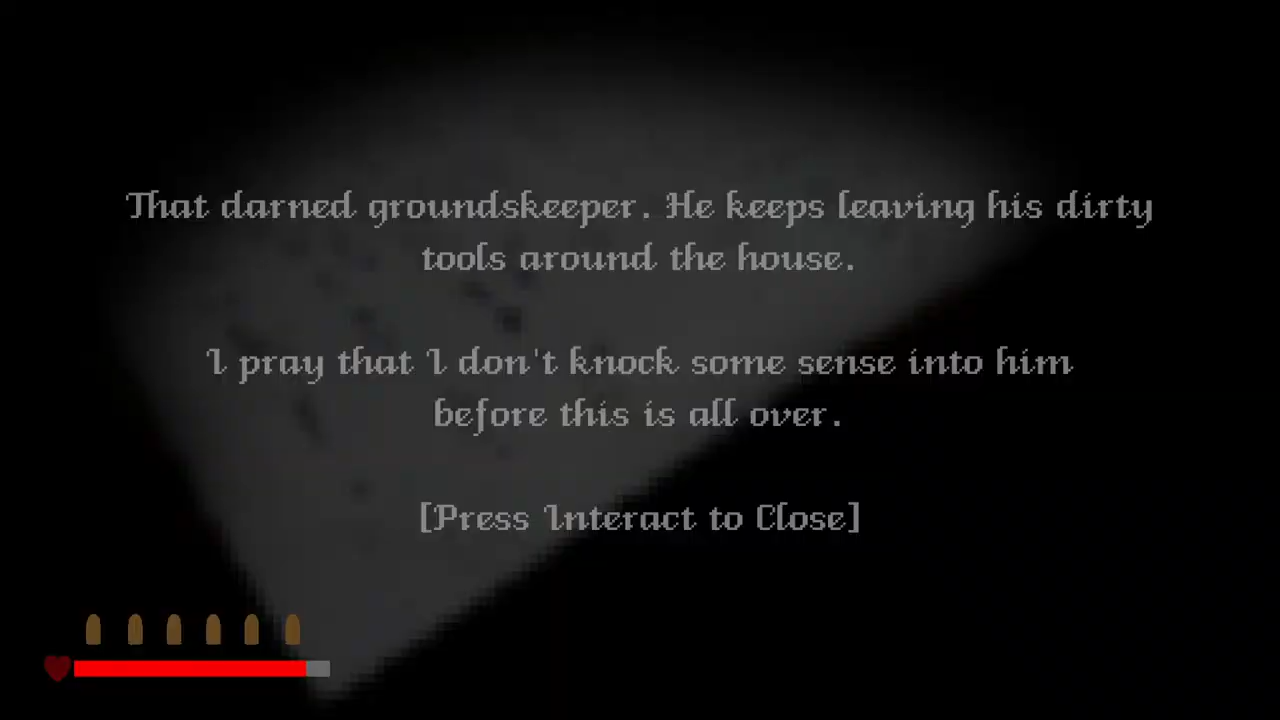 That darned groundskeeper. He keeps leaving his dirty
tools around the house.
I pray that I don't knock some sense into him
before this is all over.
[Press Interact to Close]